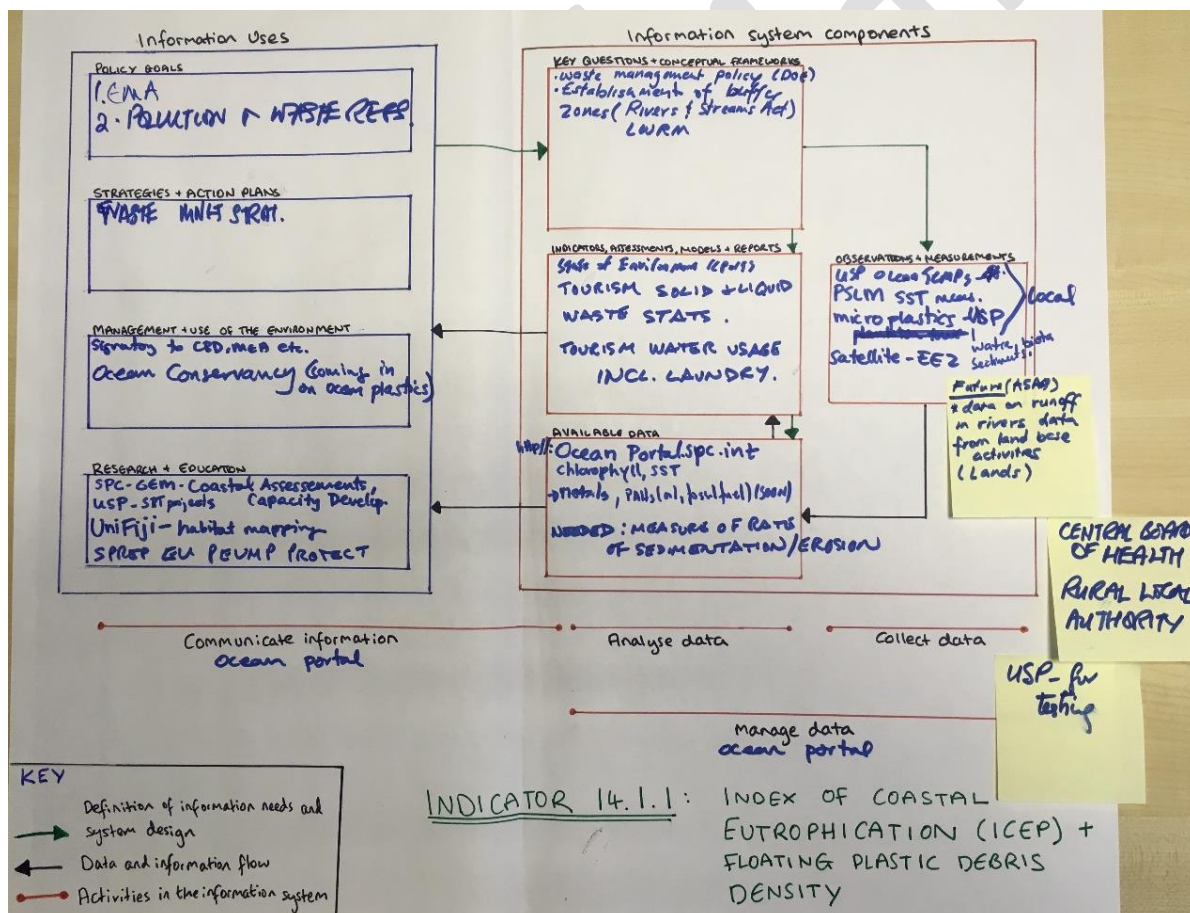 Information Uses
POLICY GOALS
1. EMA
2. POLLUTION & WASTE REGS
STRATEGIES + ACTION PLANS
WASTE MNGT STRAT.
MANAGEMENT + USE OF THE ENVIRONMENT
Signatory to CBD, MEA etc.
Ocean Conservancy (coming in
on ocean plastics)
RESEARCH + EDUCATION
SPC-GEM-Coastal Assessements,
USP-SRT projects Capacity Develop.
UniFiji - habitat mapping
SPREP EU PEUMP PROTECT
Information system components
KEY QUESTIONS + CONCEPTUAL FRAMEWORKS
• waste management policy (DoE)
• Establishment of buffer
zones (Rivers & Streams Act)
LWRM
INDICATORS, ASSESSMENTS, MODELS + REPORTS
State of Environment reports
TOURISM SOLID + LIQUID
WASTE STATS.
TOURISM WATER USAGE
INCL. LAUNDRY.
AVAILABLE DATA
http//: Ocean Portal.spc.int
chlorophyll, SST
→ metals, PAHs (oil, fossil fuel) (SOON)
NEEDED: MEASURE OF RATE
OF SEDIMENTATION/EROSION
OBSERVATIONS + MEASUREMENTS
USP ocean
PSLM SST meas.
microplastics - USP
local
water, biota
sediments.
Satellite - EEZ
Future (ASAP)
* data on runoff
in rivers data
from land base
activities
(Lands)
CENTRAL BOARD
OF HEALTH
RURAL LOCAL
AUTHORITY
USP - for
testing
Communicate information
ocean portal
Analyse data
Collect data
Manage data
ocean portal
KEY
Definition of information needs and
system design
Data and information flow
Activities in the information system
INDICATOR 14.1.1: INDEX OF COASTAL
EUTROPHICATION (ICEP) +
FLOATING PLASTIC DEBRIS
DENSITY